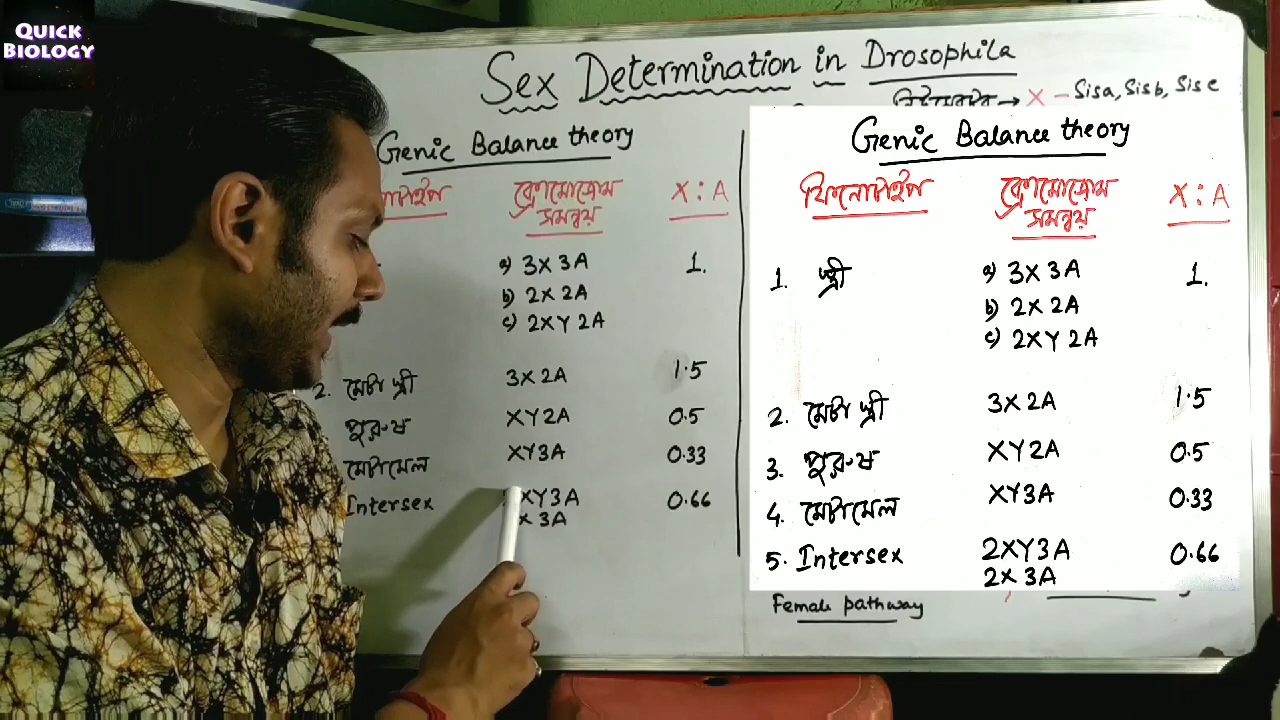 QUICK
BIOLOGY
Sex Determination in Drosophila
→ X - Sisa, Sisb, Sisc
Genic Balance theory
ক্রোমোজোম
সমন্বয়
X : A
a) 3X 3A 1.
b) 2X 2A
c) 2XY 2A
2. মেটা স্ত্রী 3X 2A 1.5
পুরুষ XY2A 0.5
মেটামেল XY3A 0.33
Intersex XY3A 0.66
X 3A
Genic Balance theory
ফিনোটাইপ ক্রোমোজোম X : A
সমন্বয়
1. স্ত্রী a) 3X 3A 1.
b) 2X 2A
c) 2XY 2A
2. মেটা স্ত্রী 3X 2A 1.5
3. পুরুষ XY2A 0.5
4. মেটামেল XY3A 0.33
5. Intersex 2XY3A 0.66
2X 3A
Female pathway